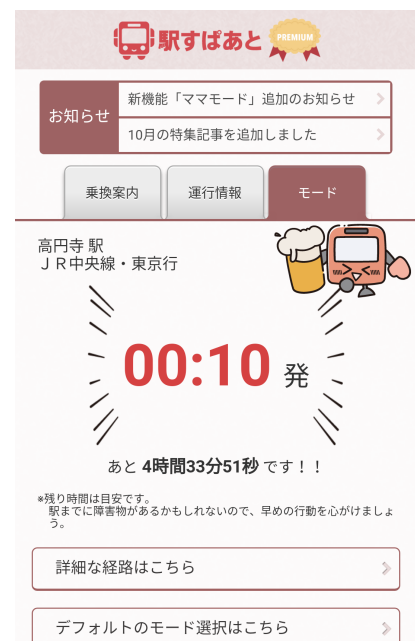 駅すぱあと PREMIUM
お知らせ
新機能「ママモード」追加のお知らせ
10月の特集記事を追加しました
乗換案内 運行情報 モード
高円寺 駅
ＪＲ中央線・東京行
00:10 発
あと 4時間33分51秒 です！！
※残り時間は目安です。
駅までに障害物があるかもしれないので、早めの行動を心がけましょ
う。
詳細な経路はこちら
デフォルトのモード選択はこちら